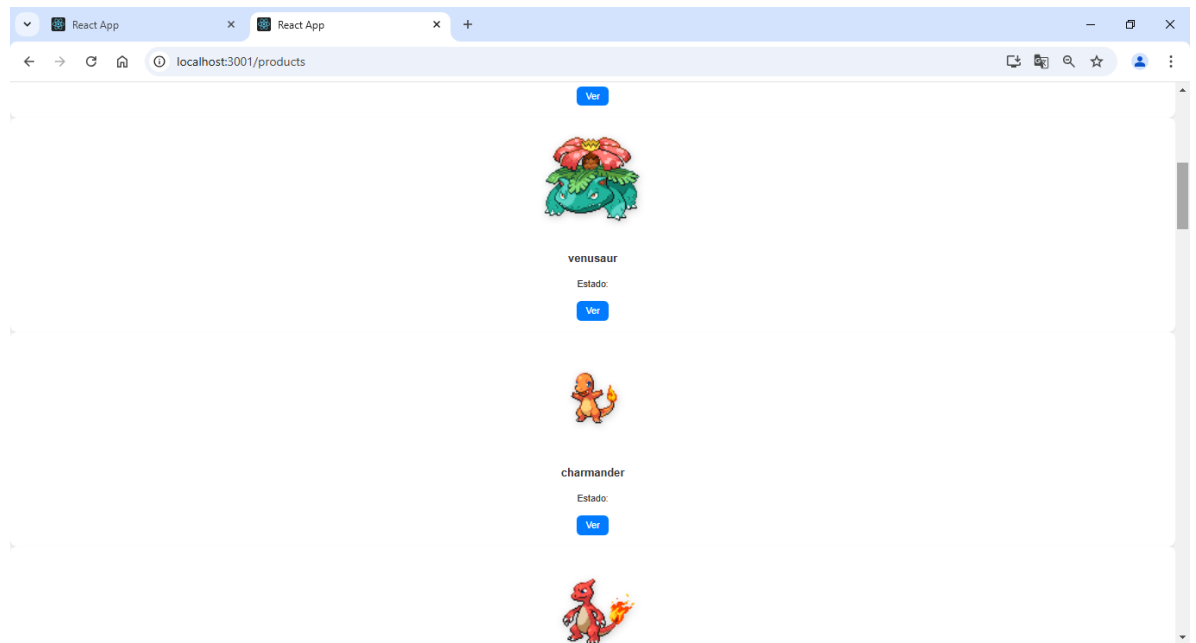 React App
React App
localhost:3001/products
Ver
venusaur
Estado:
Ver
charmander
Estado:
Ver